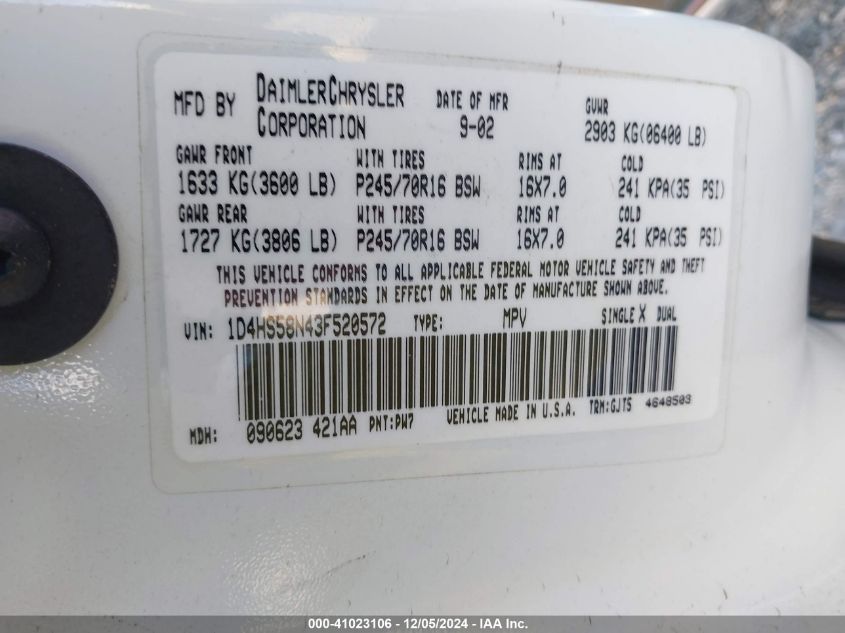 MFD BY DAIMLERCHRYSLER CORPORATION DATE OF MFR 9-02 GVWR 2903 KG(06400 LB)
GAWR FRONT WITH TIRES RIMS AT COLD
1633 KG(3600 LB) P245/70R16 BSW 16X7.0 241 KPA(35 PSI)
GAWR REAR WITH TIRES RIMS AT COLD
1727 KG(3806 LB) P245/70R16 BSW 16X7.0 241 KPA(35 PSI)
THIS VEHICLE CONFORMS TO ALL APPLICABLE FEDERAL MOTOR VEHICLE SAFETY AND THEFT
PREVENTION STANDARDS IN EFFECT ON THE DATE OF MANUFACTURE SHOWN ABOVE.
VIN: 1D4HS58N43F520572 TYPE: MPV SINGLE X DUAL
MDH: 090623 421AA PNT:PW7 VEHICLE MADE IN U.S.A. TRM:GJT5 4648503
000-41023106 - 12/05/2024 - IAA Inc.